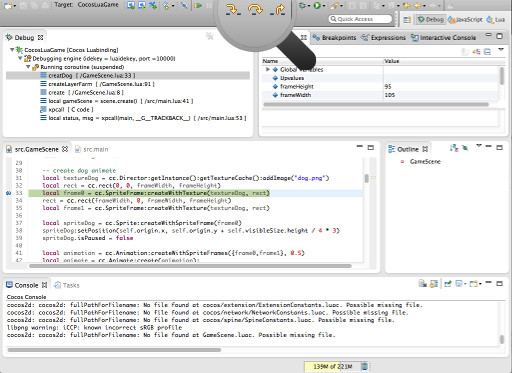 Target: CocosLuaGame
Quick Access
Debug
JavaScript
Lua
Debug
Breakpoints
Expressions
Interactive Console
CocosLuaGame [Cocos Luabinding]
Debugging engine (idekey = luaidekey, port =10000)
Running coroutine (suspended)
creatDog [ /GameScene.lua:33 ]
createLayerFarm [ /GameScene.lua:91 ]
create [ /GameScene.lua:8 ]
local gameScene = scene.create() [ /src/main.lua:41 ]
xpcall [ C code ]
local status, msg = xpcall(main, __G__TRACKBACK__) [ /src/main.lua:53 ]
Name
Value
Global Variables
Upvalues
frameHeight 95
frameWidth 105
src.GameScene
src.main
Outline
GameScene
30 -- create dog animate
31 local textureDog = cc.Director:getInstance():getTextureCache():addImage("dog.png")
32 local rect = cc.rect(0, 0, frameWidth, frameHeight)
33 local frame0 = cc.SpriteFrame:createWithTexture(textureDog, rect)
34 rect = cc.rect(frameWidth, 0, frameWidth, frameHeight)
35 local frame1 = cc.SpriteFrame:createWithTexture(textureDog, rect)
36
37 local spriteDog = cc.Sprite:createWithSpriteFrame(frame0)
38 spriteDog:setPosition(self.origin.x, self.origin.y + self.visibleSize.height / 4 * 3)
39 spriteDog.isPaused = false
40
41 local animation = cc.Animation:createWithSpriteFrames({frame0,frame1}, 0.5)
42 local animate = cc.Animate:create(animation);
Console
Tasks
Cocos Console
cocos2d: cocos2d: fullPathForFilename: No file found at cocos/extension/ExtensionConstants.luac. Possible missing file.
cocos2d: cocos2d: fullPathForFilename: No file found at cocos/network/NetworkConstants.luac. Possible missing file.
cocos2d: cocos2d: fullPathForFilename: No file found at cocos/spine/SpineConstants.luac. Possible missing file.
libpng warning: iCCP: known incorrect sRGB profile
cocos2d: cocos2d: fullPathForFilename: No file found at GameScene.luac. Possible missing file.
139M of 221M